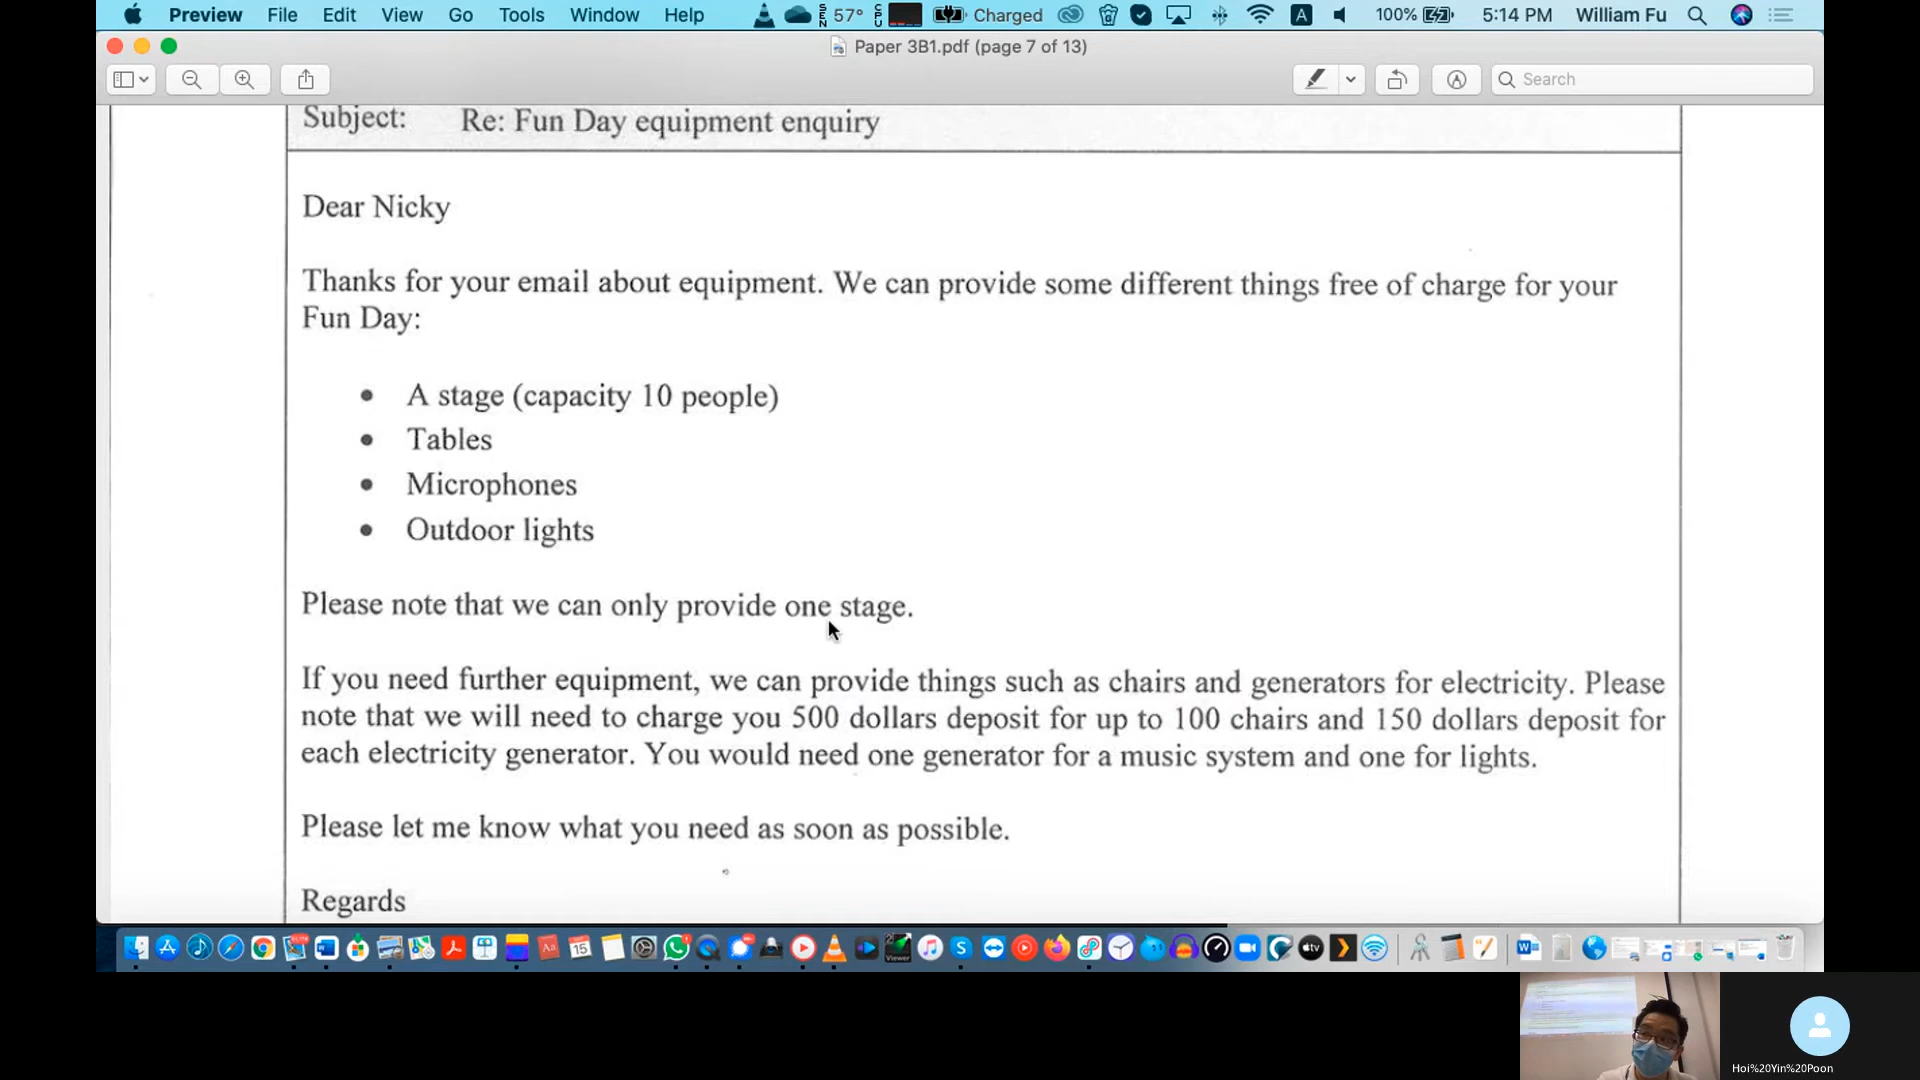 Preview File Edit View Go Tools Window Help SEN 57° CPU Charged A 100% 5:14 PM William Fu
Paper 3B1.pdf (page 7 of 13)
Search
Subject: Re: Fun Day equipment enquiry
Dear Nicky
Thanks for your email about equipment. We can provide some different things free of charge for your
Fun Day:
• A stage (capacity 10 people)
• Tables
• Microphones
• Outdoor lights
Please note that we can only provide one stage.
If you need further equipment, we can provide things such as chairs and generators for electricity. Please
note that we will need to charge you 500 dollars deposit for up to 100 chairs and 150 dollars deposit for
each electricity generator. You would need one generator for a music system and one for lights.
Please let me know what you need as soon as possible.
Regards
Hoi%20Yin%20Poon